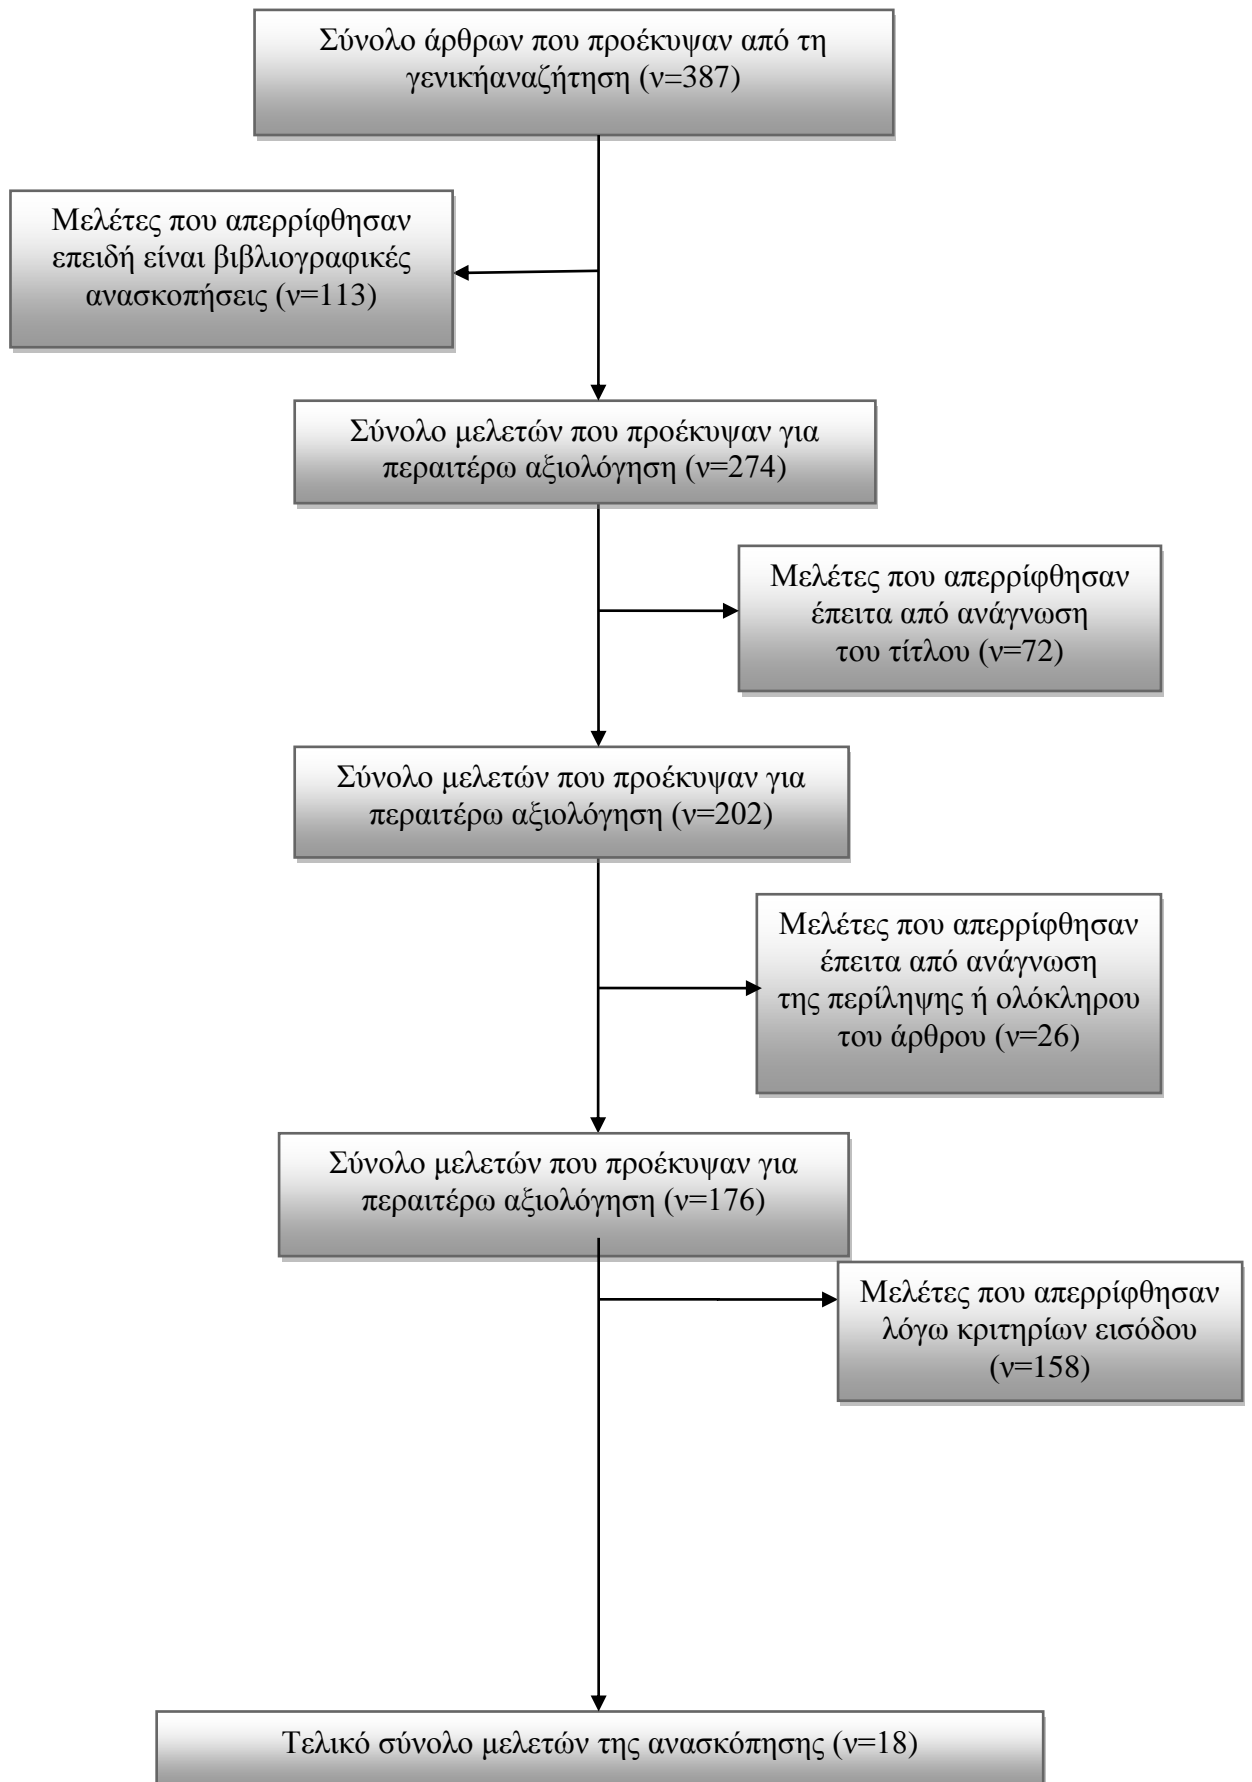 Σύνολο άρθρων που προέκυψαν από τη
γενικήαναζήτηση (ν=387)
Μελέτες που απερρίφθησαν
επειδή είναι βιβλιογραφικές
ανασκοπήσεις (ν=113)
Σύνολο μελετών που προέκυψαν για
περαιτέρω αξιολόγηση (ν=274)
Μελέτες που απερρίφθησαν
έπειτα από ανάγνωση
του τίτλου (ν=72)
Σύνολο μελετών που προέκυψαν για
περαιτέρω αξιολόγηση (ν=202)
Μελέτες που απερρίφθησαν
έπειτα από ανάγνωση
της περίληψης ή ολόκληρου
του άρθρου (ν=26)
Σύνολο μελετών που προέκυψαν για
περαιτέρω αξιολόγηση (ν=176)
Μελέτες που απερρίφθησαν
λόγω κριτηρίων εισόδου
(ν=158)
Τελικό σύνολο μελετών της ανασκόπησης (ν=18)